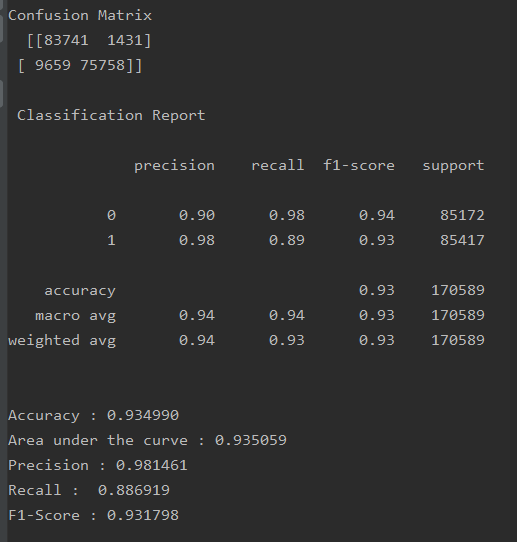 Confusion Matrix
[[83741 1431]
[ 9659 75758]]
Classification Report
precision recall f1-score support
0 0.90 0.98 0.94 85172
1 0.98 0.89 0.93 85417
accuracy 0.93 170589
macro avg 0.94 0.94 0.93 170589
weighted avg 0.94 0.93 0.93 170589
Accuracy : 0.934990
Area under the curve : 0.935059
Precision : 0.981461
Recall : 0.886919
F1-Score : 0.931798